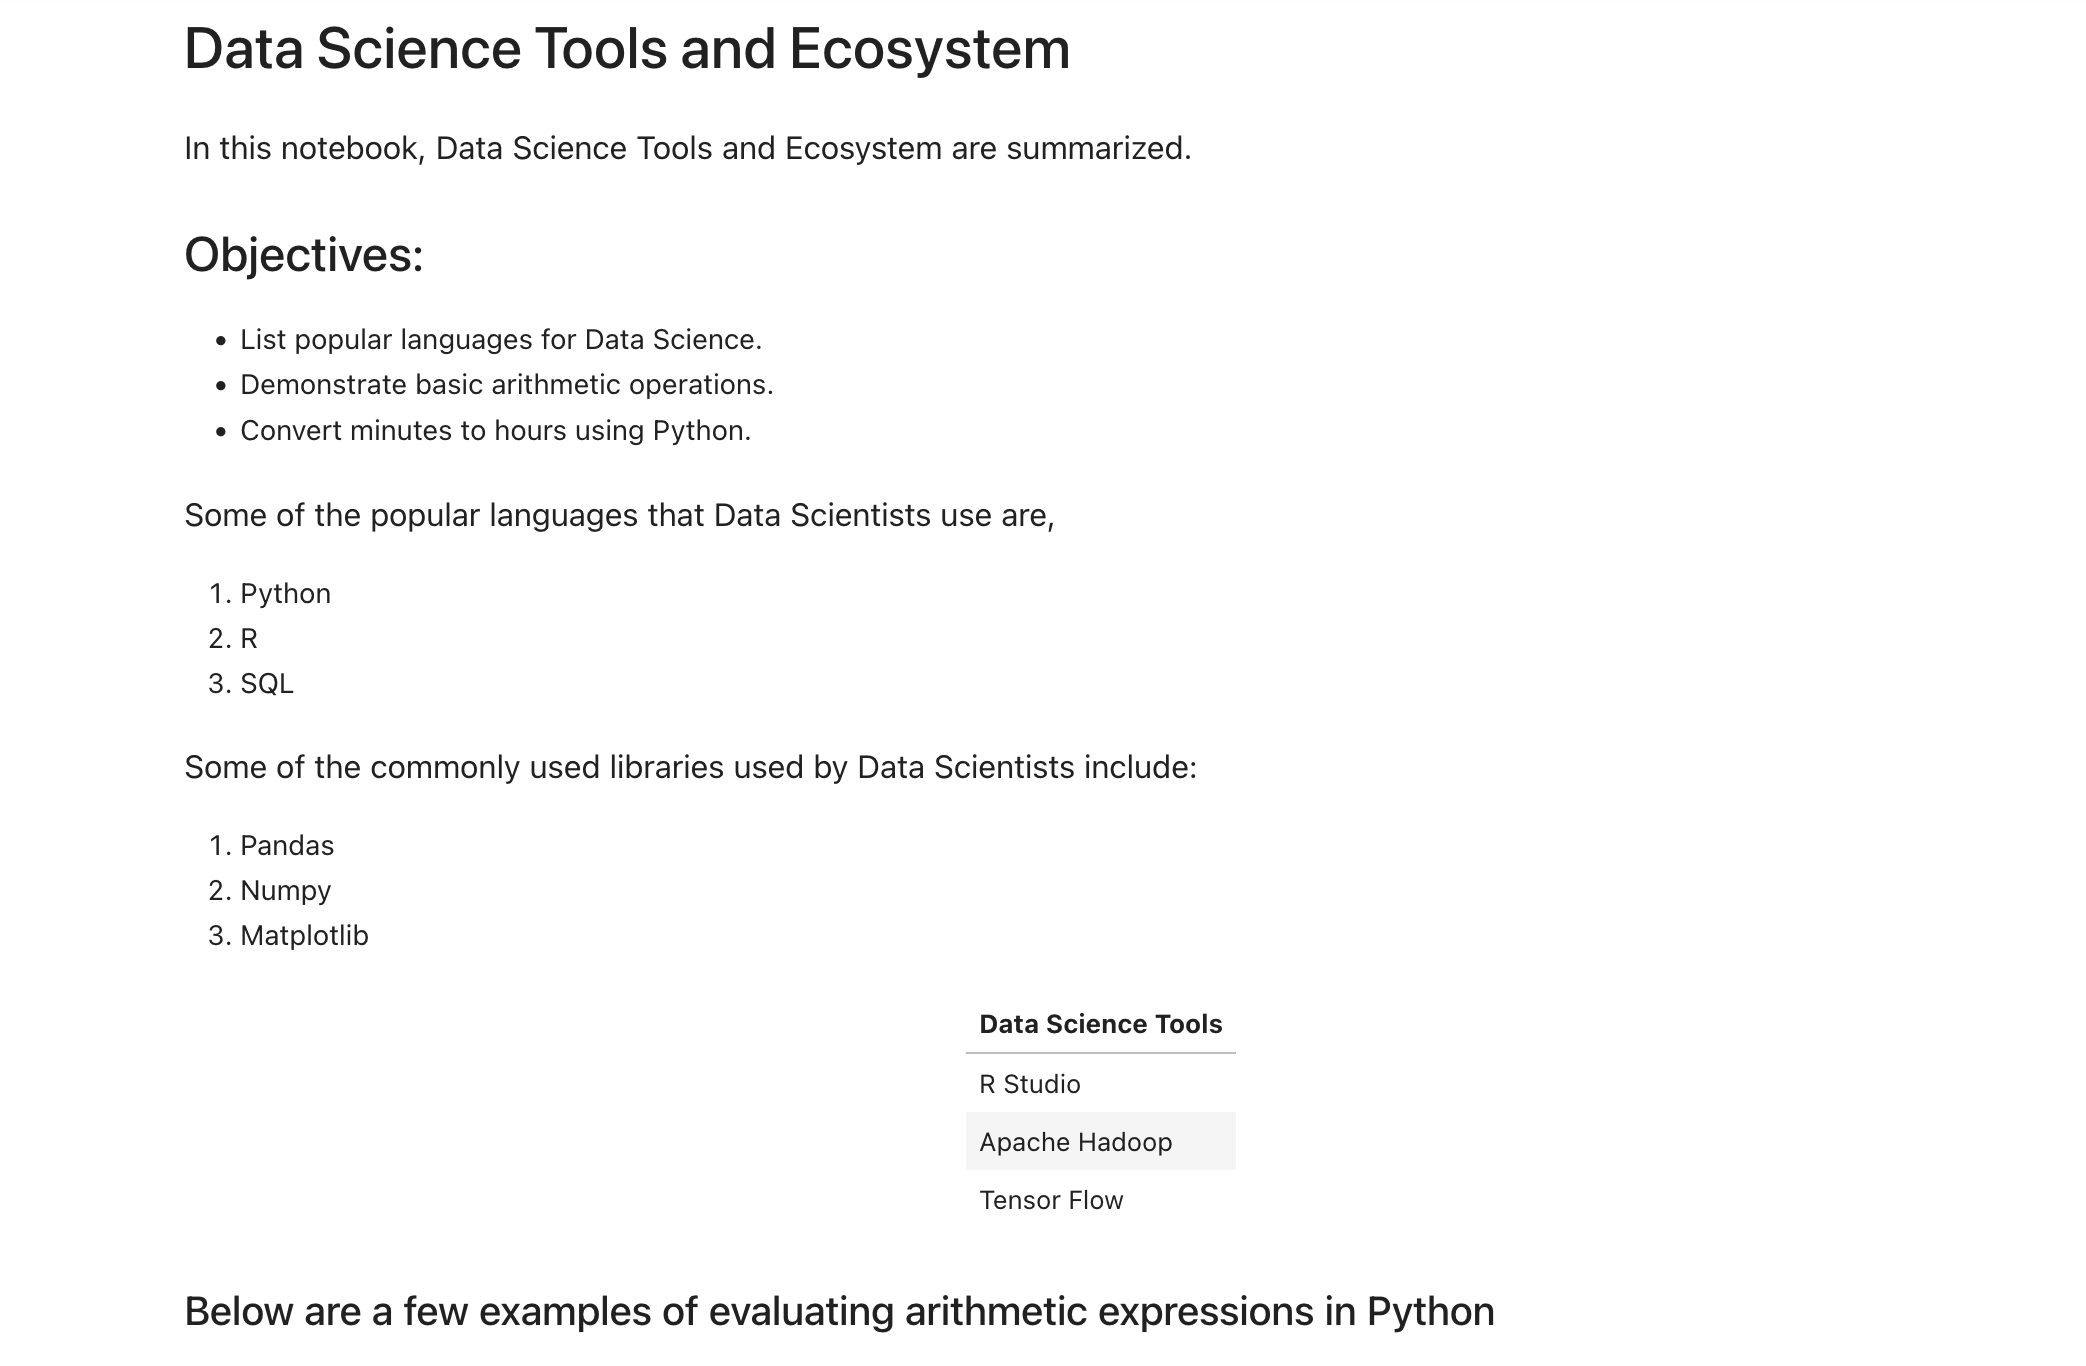 Data Science Tools and Ecosystem
In this notebook, Data Science Tools and Ecosystem are summarized.
Objectives:
• List popular languages for Data Science.
• Demonstrate basic arithmetic operations.
• Convert minutes to hours using Python.
Some of the popular languages that Data Scientists use are,
1. Python
2. R
3. SQL
Some of the commonly used libraries used by Data Scientists include:
1. Pandas
2. Numpy
3. Matplotlib
Data Science Tools
R Studio
Apache Hadoop
Tensor Flow
Below are a few examples of evaluating arithmetic expressions in Python